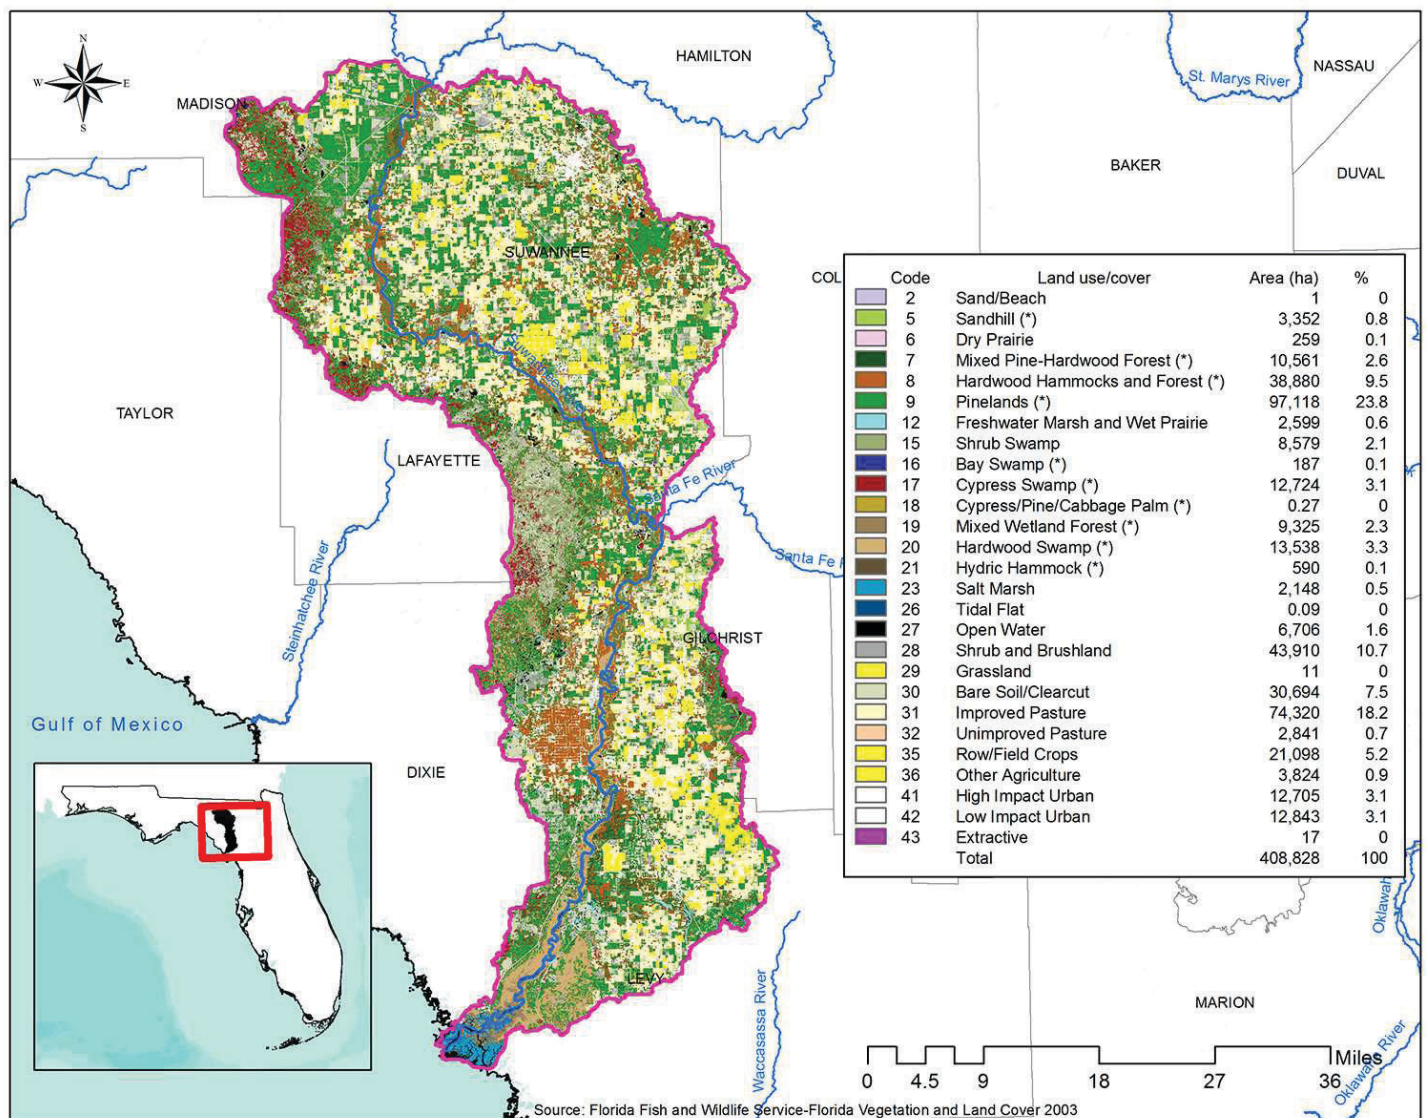 N
W E
S
HAMILTON
MADISON
St. Marys River
NASSAU
BAKER
DUVAL
SUWANNEE
COL
TAYLOR
LAFAYETTE
Santa Fe River
Santa Fe R
Steinhatchee River
GILCHRIST
Gulf of Mexico
DIXIE
LEVY
Waccasassa River
MARION
Oklawah
Oklawaha River
Code Land use/cover Area (ha) %
2 Sand/Beach 1 0
5 Sandhill (*) 3,352 0.8
6 Dry Prairie 259 0.1
7 Mixed Pine-Hardwood Forest (*) 10,561 2.6
8 Hardwood Hammocks and Forest (*) 38,880 9.5
9 Pinelands (*) 97,118 23.8
12 Freshwater Marsh and Wet Prairie 2,599 0.6
15 Shrub Swamp 8,579 2.1
16 Bay Swamp (*) 187 0.1
17 Cypress Swamp (*) 12,724 3.1
18 Cypress/Pine/Cabbage Palm (*) 0.27 0
19 Mixed Wetland Forest (*) 9,325 2.3
20 Hardwood Swamp (*) 13,538 3.3
21 Hydric Hammock (*) 590 0.1
23 Salt Marsh 2,148 0.5
26 Tidal Flat 0.09 0
27 Open Water 6,706 1.6
28 Shrub and Brushland 43,910 10.7
29 Grassland 11 0
30 Bare Soil/Clearcut 30,694 7.5
31 Improved Pasture 74,320 18.2
32 Unimproved Pasture 2,841 0.7
35 Row/Field Crops 21,098 5.2
36 Other Agriculture 3,824 0.9
41 High Impact Urban 12,705 3.1
42 Low Impact Urban 12,843 3.1
43 Extractive 17 0
Total 408,828 100
Miles
0 4.5 9 18 27 36
Source: Florida Fish and Wildlife Service-Florida Vegetation and Land Cover 2003